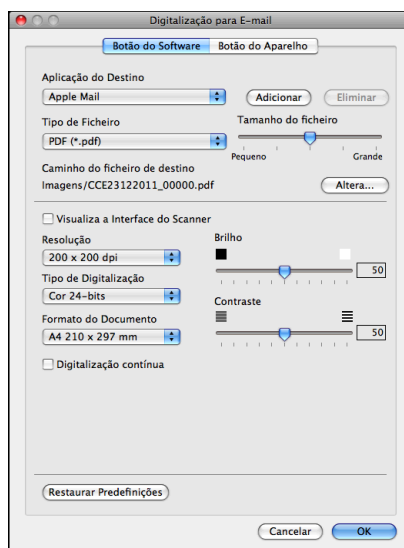 Digitalização para E-mail
Botão do Software Botão do Aparelho
Aplicação do Destino
Apple Mail Adicionar Eliminar
Tipo de Ficheiro Tamanho do ficheiro
PDF (*.pdf)
Pequeno Grande
Caminho do ficheiro de destino
Imagens/CCE23122011_00000.pdf Altera...
Visualiza a Interface do Scanner
Resolução Brilho
200 x 200 dpi
50
Tipo de Digitalização
Cor 24-bits
Contraste
Formato do Documento
A4 210 x 297 mm 50
Digitalização contínua
Restaurar Predefinições
Cancelar OK